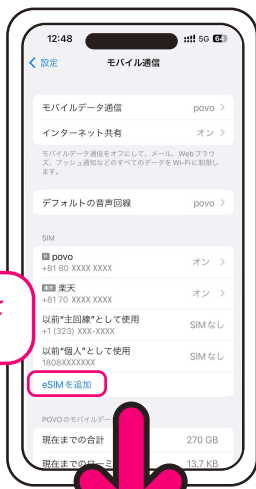 12:48
5G 64
設定
モバイル通信
モバイルデータ通信 povo
インターネット共有 オン
モバイルデータ通信をオフにして、メール、Webブラウ
ズ、プッシュ通知などのすべてのデータをWi-Fiに制限し
ます。
デフォルトの音声回線 povo
SIM
P povo
+81 80 XXXX XXXX
オン
楽天 楽天
+81 70 XXXX XXXX
オン
以前"主回線"として使用
+1 (323) XXX-XXXX
SIMなし
以前"個人"として使用
1808XXXXXXX
SIMなし
を
eSIMを追加
POVOのモバイルデー
現在までの合計 270 GB
現在までのローミ 13.7 KB